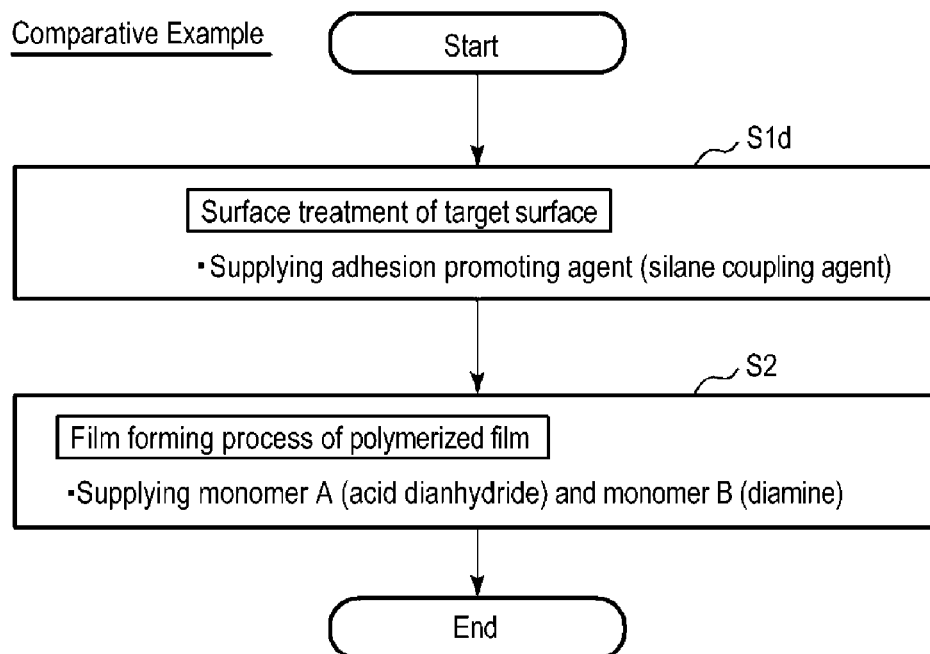 Comparative Example
Start
S1d
Surface treatment of target surface
・Supplying adhesion promoting agent (silane coupling agent)
S2
Film forming process of polymerized film
・Supplying monomer A (acid dianhydride) and monomer B (diamine)
End